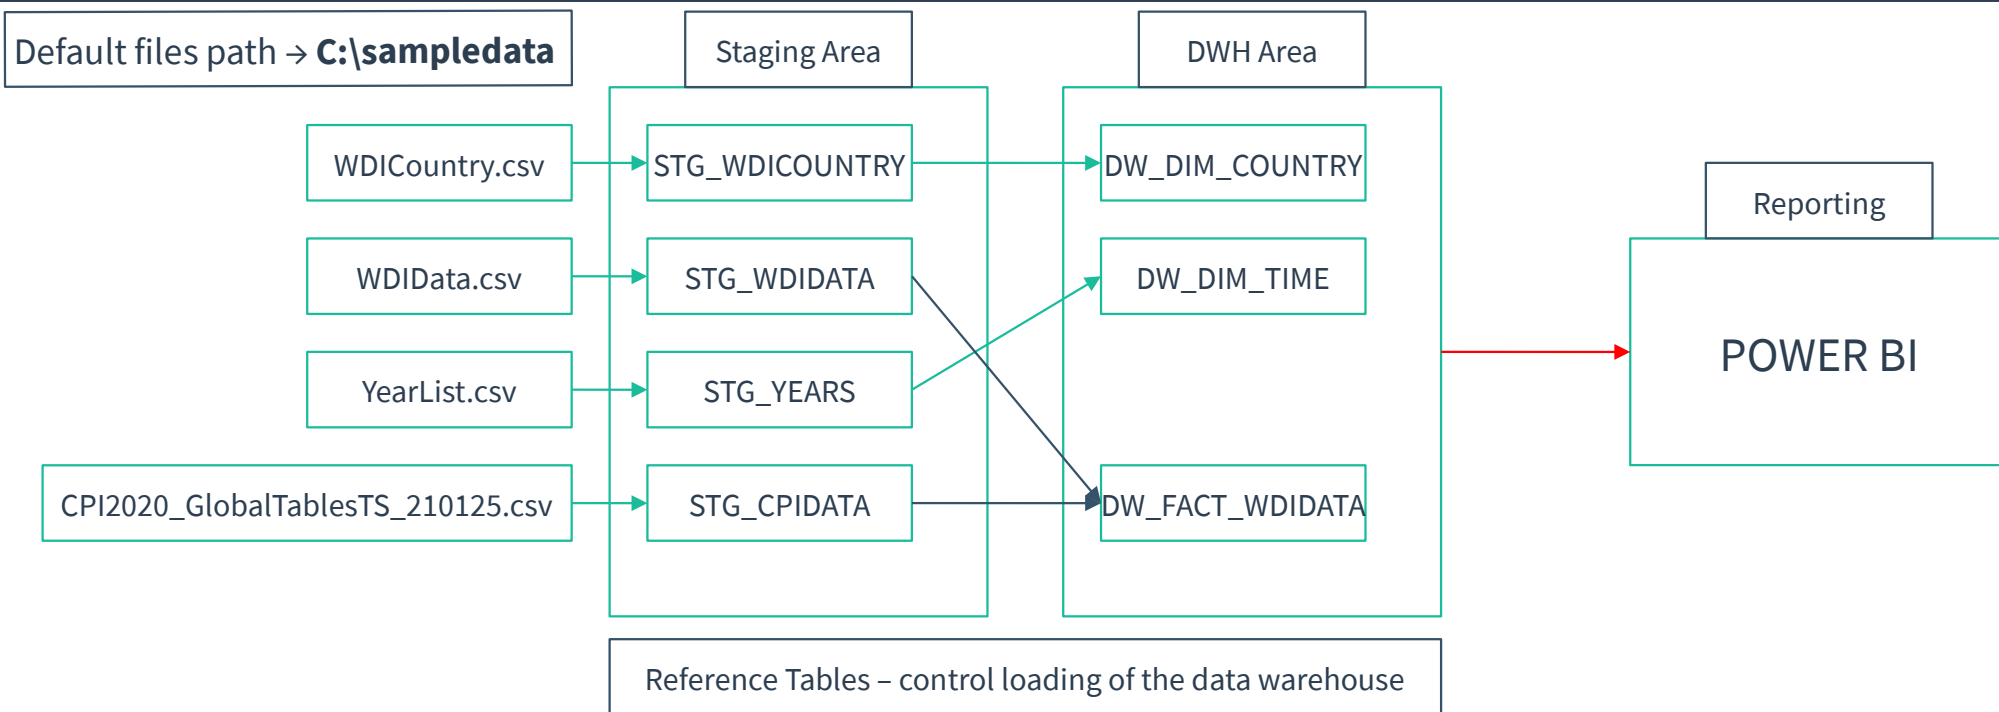 Default files path → C:\sampledata
Staging Area
DWH Area
WDICountry.csv
STG_WDICOUNTRY
DW_DIM_COUNTRY
Reporting
WDIData.csv
STG_WDIDATA
DW_DIM_TIME
POWER BI
YearList.csv
STG_YEARS
CPI2020_GlobalTablesTS_210125.csv
STG_CPIDATA
DW_FACT_WDIDATA
Reference Tables – control loading of the data warehouse